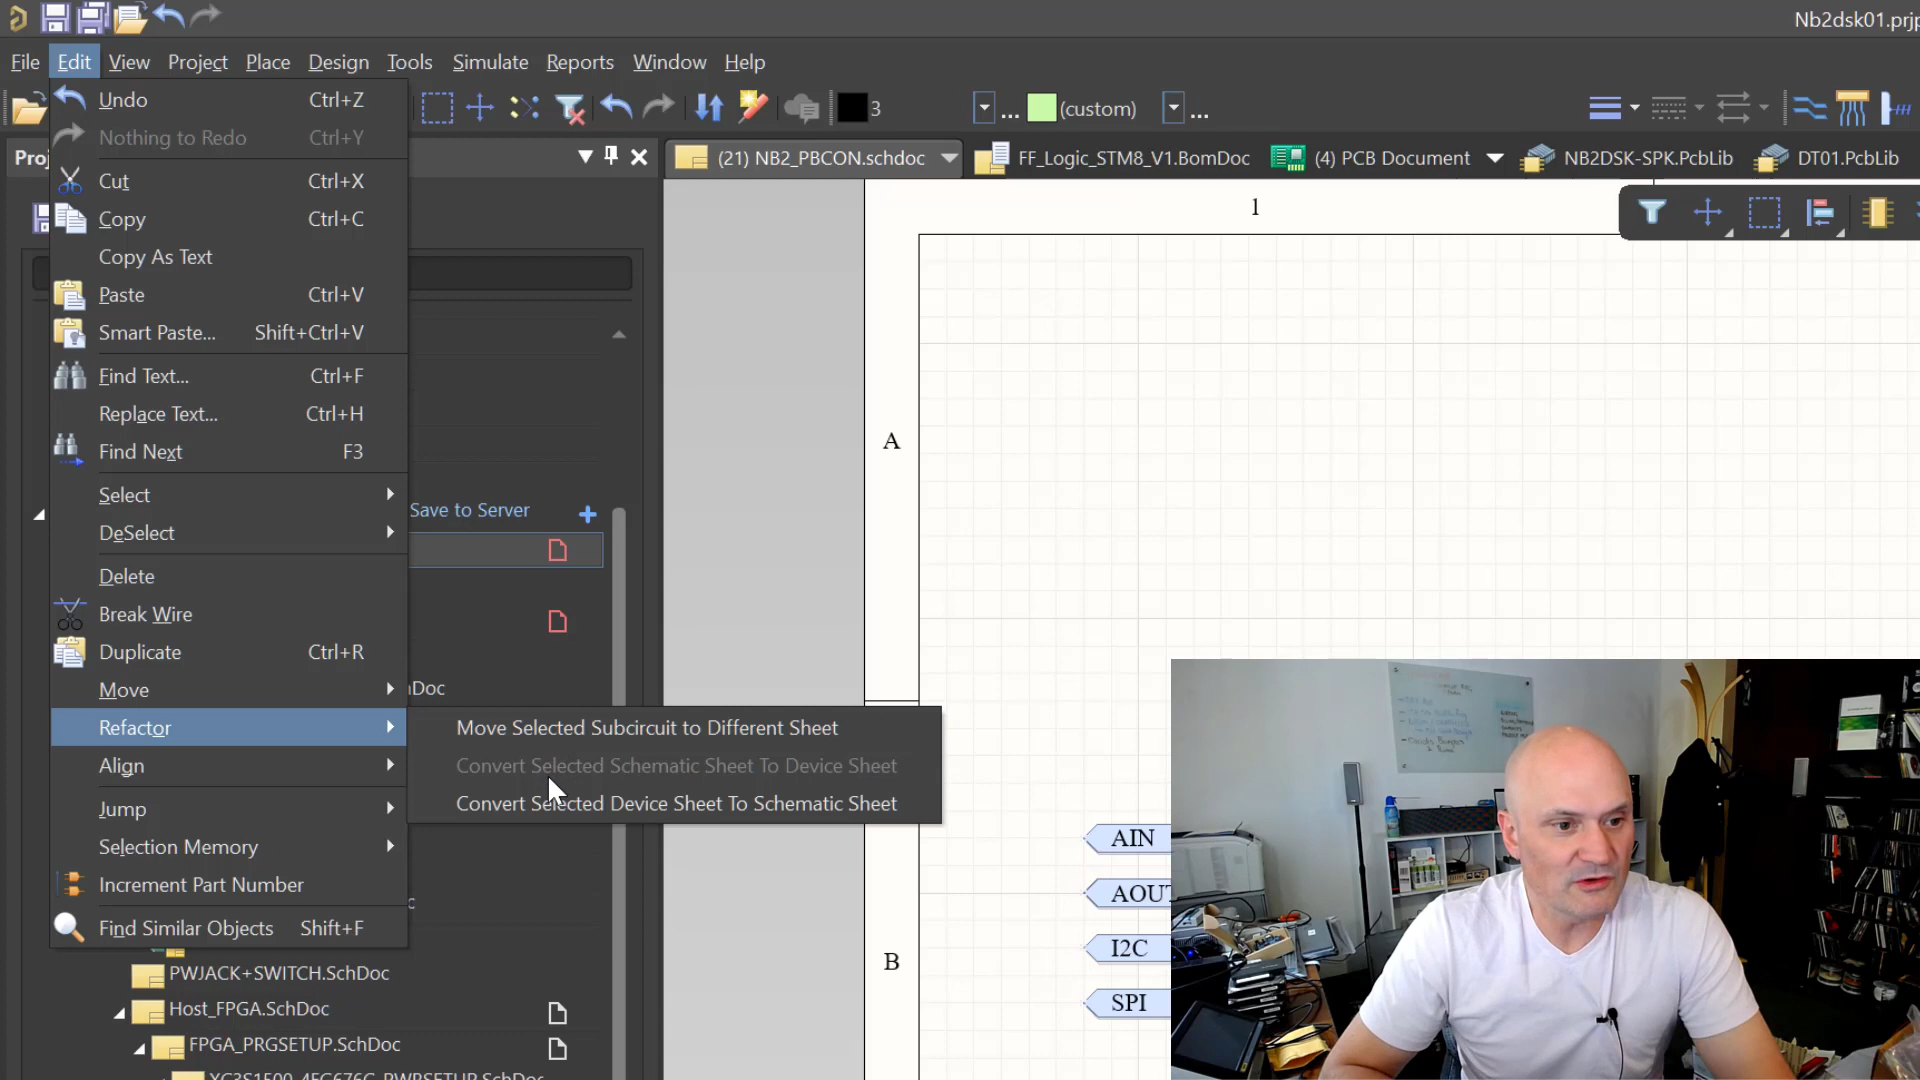 Nb2dsk01.prjp
File Edit View Project Place Design Tools Simulate Reports Window Help
3 ... (custom) ...
Proj
(21) NB2_PBCON.schdoc FF_Logic_STM8_V1.BomDoc (4) PCB Document NB2DSK-SPK.PcbLib DT01.PcbLib
Undo Ctrl+Z
Nothing to Redo Ctrl+Y
Cut Ctrl+X
Copy Ctrl+C
Copy As Text
Paste Ctrl+V
Smart Paste... Shift+Ctrl+V
Find Text... Ctrl+F
Replace Text... Ctrl+H
Find Next F3
Select
DeSelect
Delete
Break Wire
Duplicate Ctrl+R
Move
Refactor
Align
Jump
Selection Memory
Increment Part Number
Find Similar Objects Shift+F
Move Selected Subcircuit to Different Sheet
Convert Selected Schematic Sheet To Device Sheet
Convert Selected Device Sheet To Schematic Sheet
Save to Server
Doc
PWJACK+SWITCH.SchDoc
Host_FPGA.SchDoc
FPGA_PRGSETUP.SchDoc
XC3S1500-4FG676C_PWRSETUP.SchDoc
1
A
B
AIN
AOUT
I2C
SPI